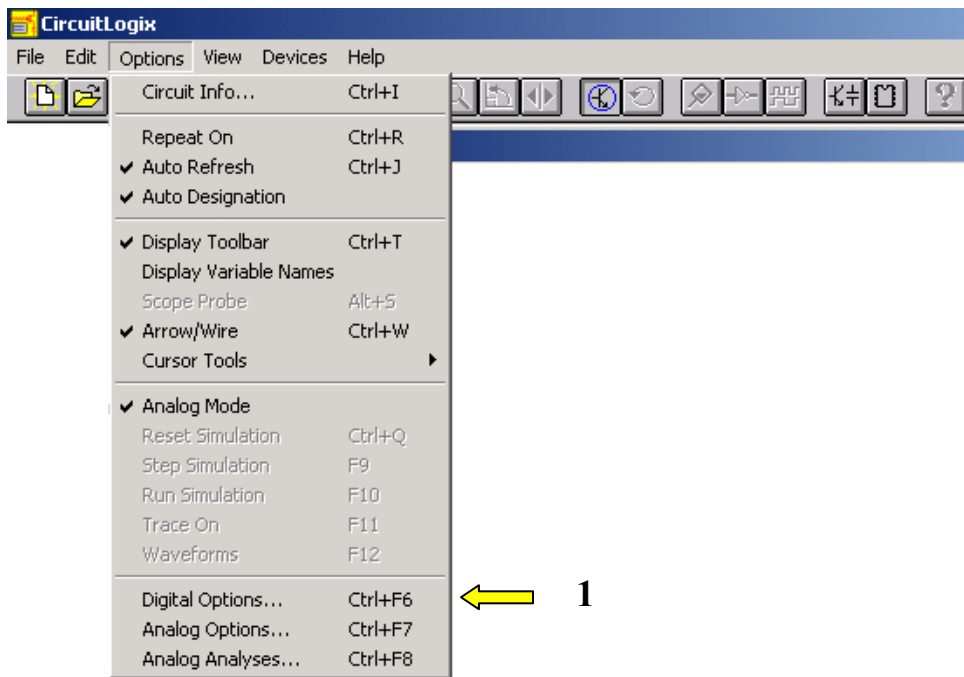 CircuitLogix
File Edit Options View Devices Help
Circuit Info... Ctrl+I
Repeat On Ctrl+R
Auto Refresh Ctrl+J
Auto Designation
Display Toolbar Ctrl+T
Display Variable Names
Scope Probe Alt+S
Arrow/Wire Ctrl+W
Cursor Tools
Analog Mode
Reset Simulation Ctrl+Q
Step Simulation F9
Run Simulation F10
Trace On F11
Waveforms F12
Digital Options... Ctrl+F6 1
Analog Options... Ctrl+F7
Analog Analyses... Ctrl+F8